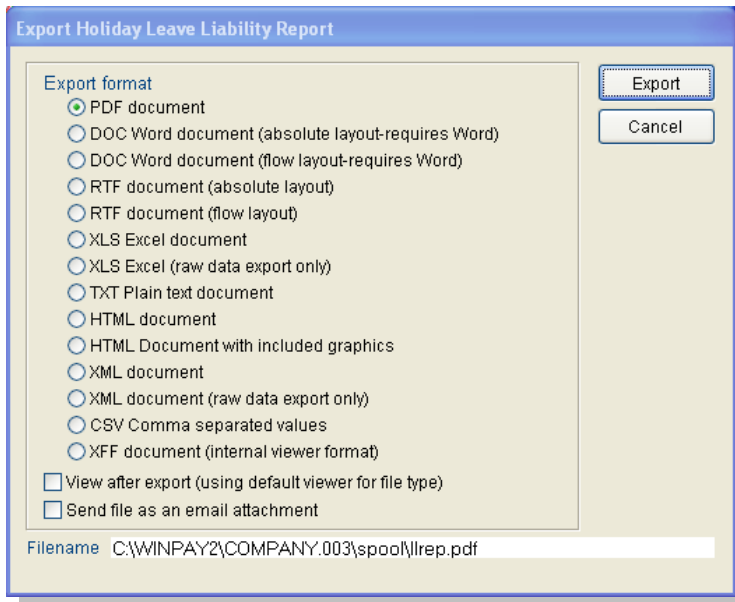 Export Holiday Leave Liability Report
Export format
PDF document
DOC Word document (absolute layout-requires Word)
DOC Word document (flow layout-requires Word)
RTF document (absolute layout)
RTF document (flow layout)
XLS Excel document
XLS Excel (raw data export only)
TXT Plain text document
HTML document
HTML Document with included graphics
XML document
XML document (raw data export only)
CSV Comma separated values
XFF document (internal viewer format)
View after export (using default viewer for file type)
Send file as an email attachment
Export
Cancel
Filename C:\WINPAY2\COMPANY.003\spool\llrep.pdf